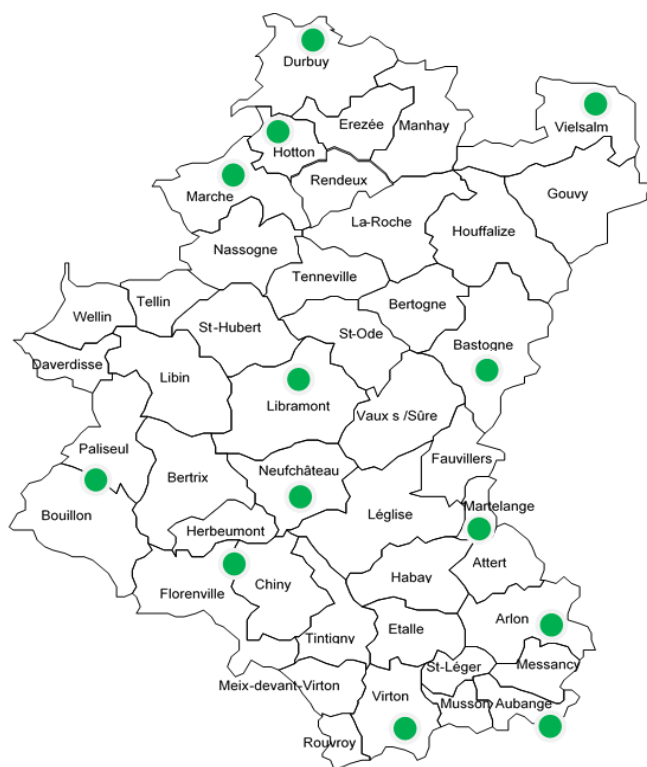 Durbuy
Erezée
Manhay
Vielsalm
Hotton
Rendeux
Marche
Gouvy
La-Roche
Houffalize
Nassogne
Tenneville
Bertogne
Tellin
Wellin
St-Hubert
St-Ode
Bastogne
Daverdisse
Libin
Libramont
Vaux s /Sûre
Paliseul
Bertrix
Neufchâteau
Fauvillers
Martelange
Bouillon
Léglise
Herbeumont
Attert
Habay
Chiny
Florenville
Arlon
Etalle
Tintigny
St-Léger
Messancy
Meix-devant-Virton
Virton
Musson
Aubange
Rouvroy